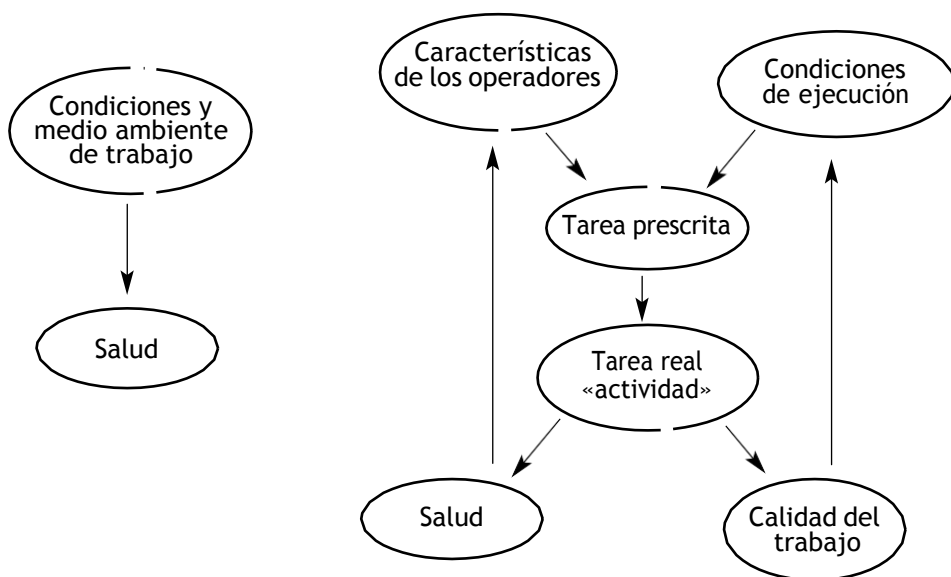 Condiciones y
medio ambiente
de trabajo
Salud
Características
de los operadores
Condiciones
de ejecución
Tarea prescrita
Tarea real
«actividad»
Salud
Calidad del
trabajo